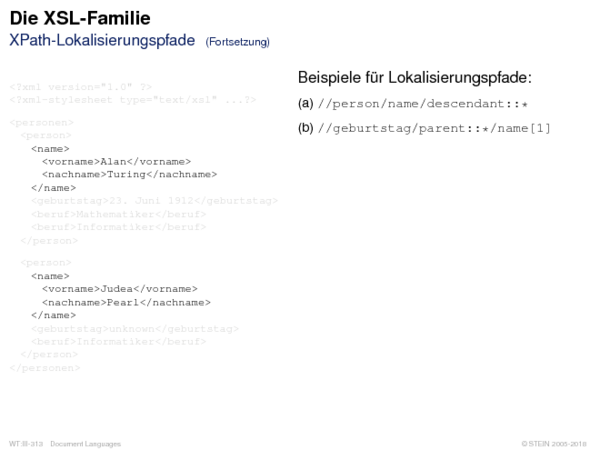 Die XSL-Familie
XPath-Lokalisierungspfade (Fortsetzung)
<?xml version="1.0" ?>
<?xml-stylesheet type="text/xsl" ...?>
<personen>
<person>
<name>
<vorname>Alan</vorname>
<nachname>Turing</nachname>
</name>
<geburtstag>23. Juni 1912</geburtstag>
<beruf>Mathematiker</beruf>
<beruf>Informatiker</beruf>
</person>
<person>
<name>
<vorname>Judea</vorname>
<nachname>Pearl</nachname>
</name>
<geburtstag>unknown</geburtstag>
<beruf>Informatiker</beruf>
</person>
</personen>
Beispiele für Lokalisierungspfade:
(a) //person/name/descendant::*
(b) //geburtstag/parent::*/name[1]
WT:III-313 Document Languages
© STEIN 2005-2018